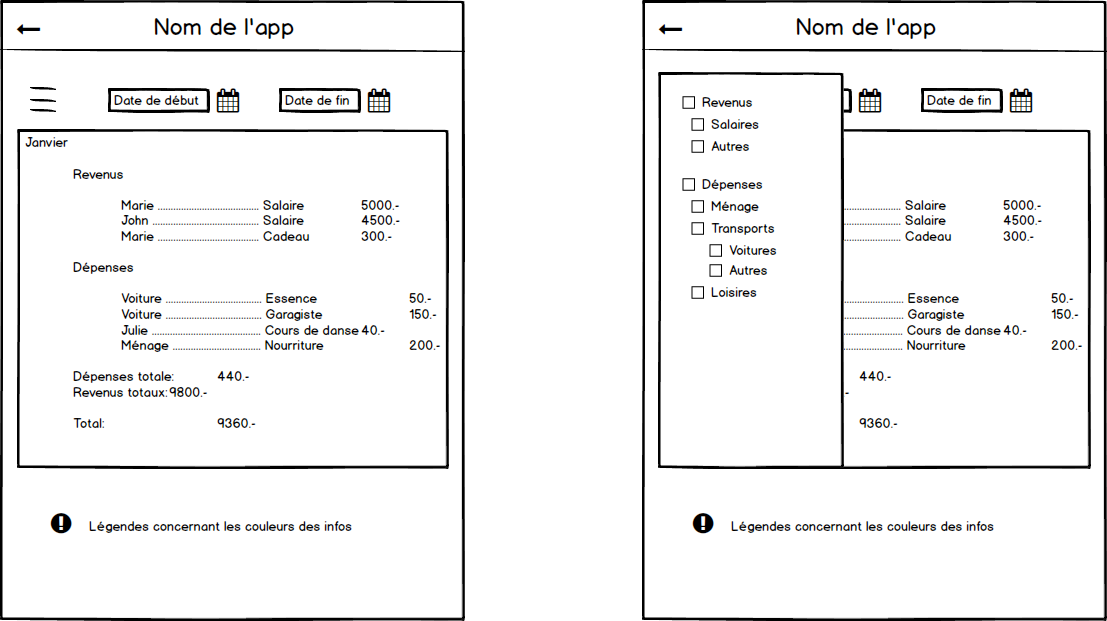 Nom de l'app
Date de début
Date de fin
Janvier
Revenus
Marie ................................... Salaire 5000.-
John ..................................... Salaire 4500.-
Marie ................................... Cadeau 300.-
Dépenses
Voiture ................................. Essence 50.-
Voiture ................................. Garagiste 150.-
Julie ...................................... Cours de danse 40.-
Ménage .............................. Nourriture 200.-
Dépenses totale: 440.-
Revenus totaux: 9800.-
Total: 9360.-
Légendes concernant les couleurs des infos
Nom de l'app
Date de fin
Revenus
Salaires
Autres
Dépenses
Ménage
Transports
Voitures
Autres
Loisires
.................... Salaire 5000.-
.................... Salaire 4500.-
.................... Cadeau 300.-
.................... Essence 50.-
.................... Garagiste 150.-
.................... Cours de danse 40.-
.................... Nourriture 200.-
440.-
-
9360.-
Légendes concernant les couleurs des infos